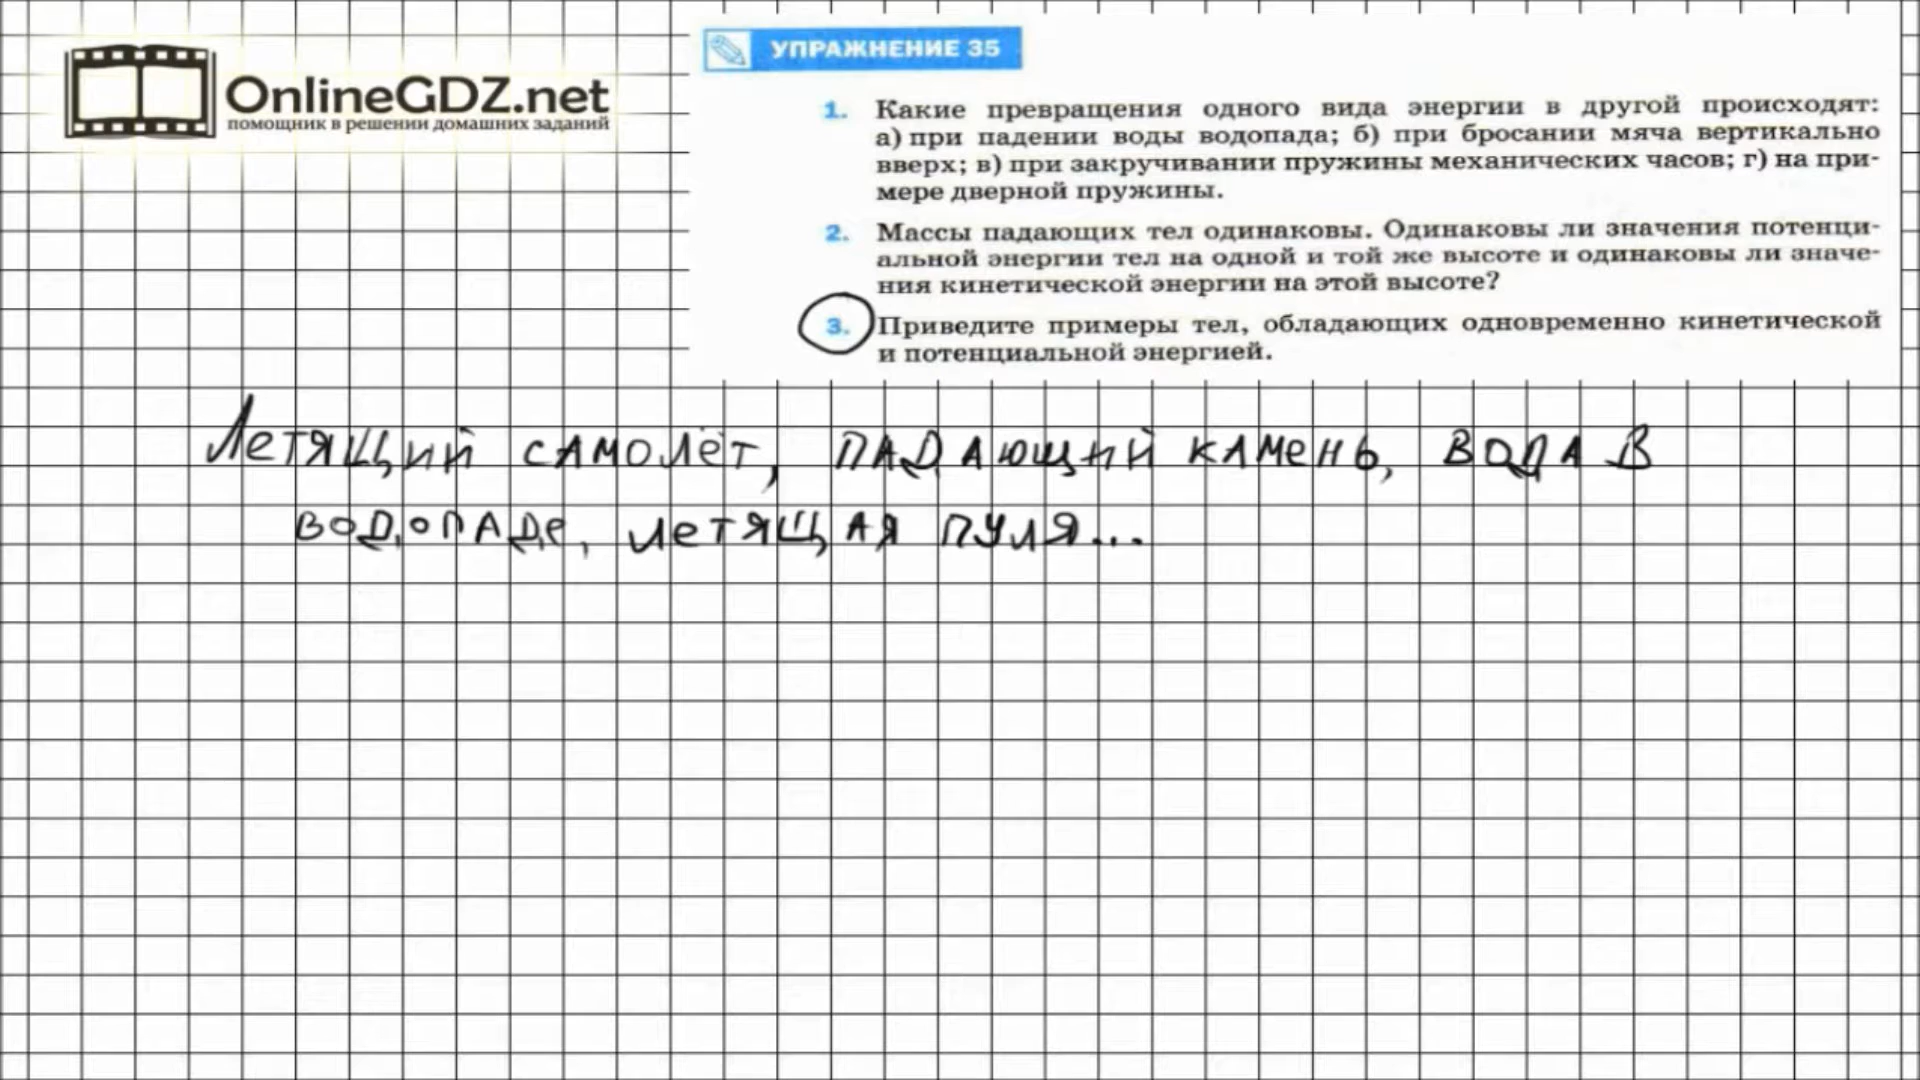 OnlineGDZ.net
помощник в решении домашних заданий
УПРАЖНЕНИЕ 35
1. Какие превращения одного вида энергии в другой происходят:
а) при падении воды водопада; б) при бросании мяча вертикально
вверх; в) при закручивании пружины механических часов; г) на при-
мере дверной пружины.
2. Массы падающих тел одинаковы. Одинаковы ли значения потенци-
альной энергии тел на одной и той же высоте и одинаковы ли значе-
ния кинетической энергии на этой высоте?
3. Приведите примеры тел, обладающих одновременно кинетической
и потенциальной энергией.
Летящий самолёт, падающий камень, вода в
водопаде, летящая пуля...